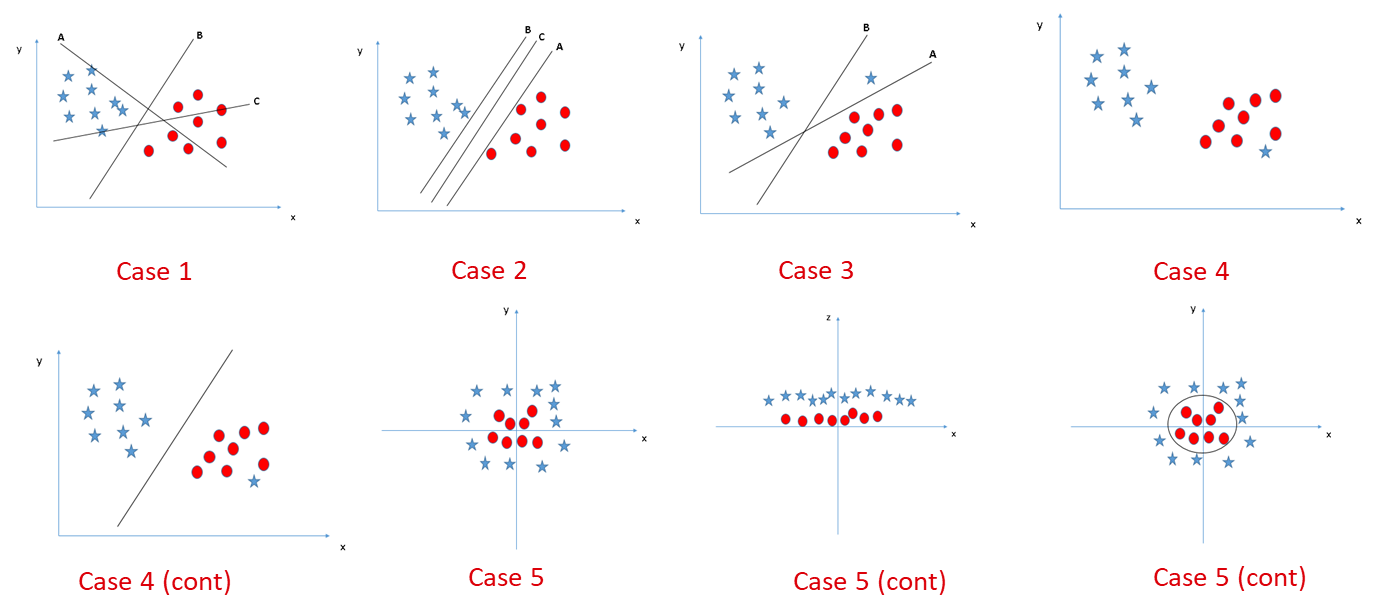 A
B
y
C
x
Case 1
B
C
A
y
x
Case 2
B
A
y
x
Case 3
y
x
Case 4
y
x
Case 4 (cont)
y
x
Case 5
z
x
Case 5 (cont)
y
x
Case 5 (cont)